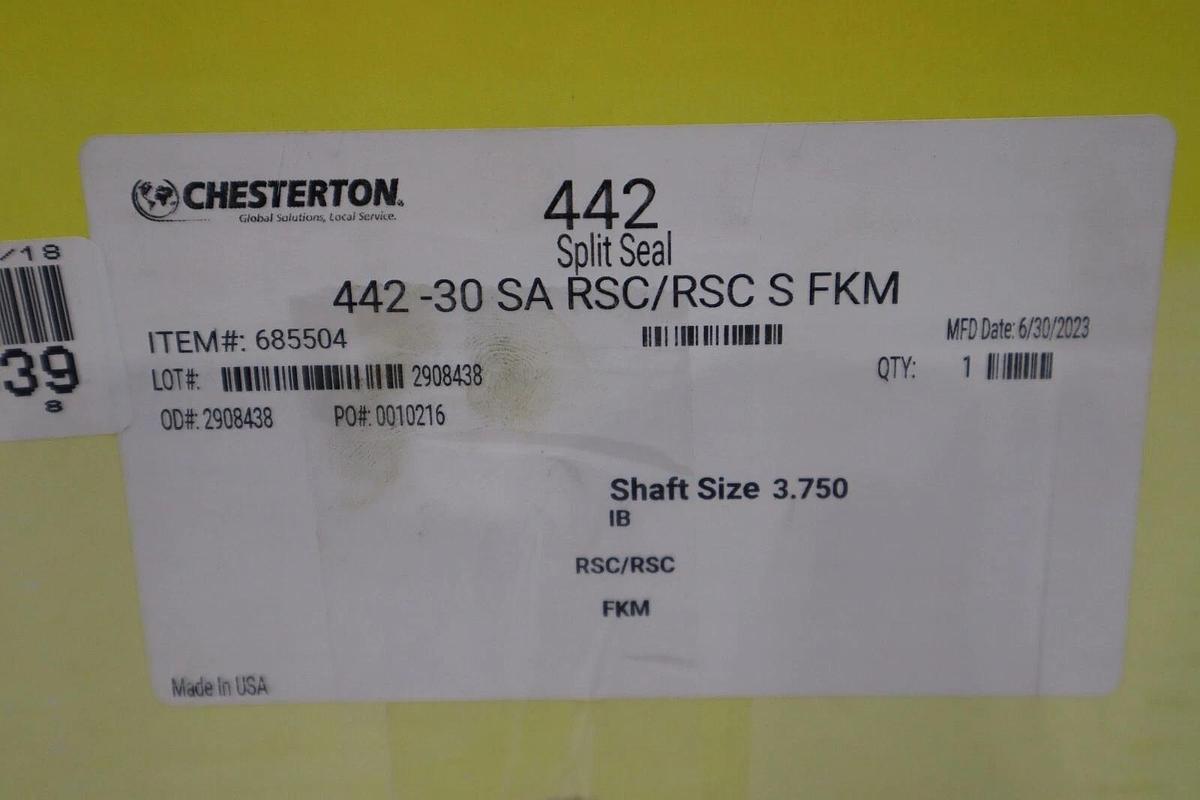 CHESTERTON
Global Solutions, Local Service.
442
Split Seal
442 -30 SA RSC/RSC S FKM
ITEM#: 685504
MFD Date: 6/30/2023
LOT#: 2908438
QTY: 1
OD#: 2908438 PO#: 0010216
Shaft Size 3.750
IB
RSC/RSC
FKM
Made In USA
/18
39
8